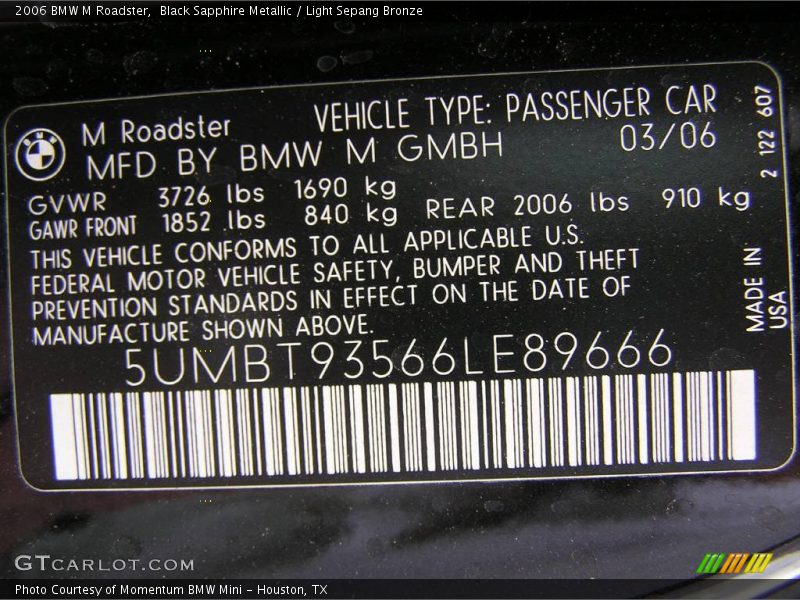 2006 BMW M Roadster, Black Sapphire Metallic / Light Sepang Bronze
M Roadster VEHICLE TYPE: PASSENGER CAR
MFD BY BMW M GMBH 03/06
GVWR 3726 lbs 1690 kg
GAWR FRONT 1852 lbs 840 kg REAR 2006 lbs 910 kg
THIS VEHICLE CONFORMS TO ALL APPLICABLE U.S.
FEDERAL MOTOR VEHICLE SAFETY, BUMPER AND THEFT
PREVENTION STANDARDS IN EFFECT ON THE DATE OF
MANUFACTURE SHOWN ABOVE.
5UMBT93566LE89666
2 122 607
MADE IN
USA
GTCARLOT.COM
Photo Courtesy of Momentum BMW Mini - Houston, TX